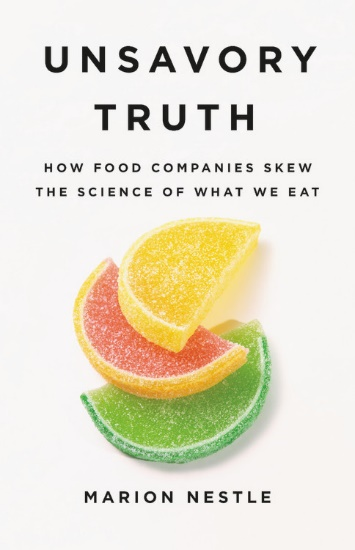 UNSAVORY
TRUTH
HOW FOOD COMPANIES SKEW
THE SCIENCE OF WHAT WE EAT
MARION NESTLE